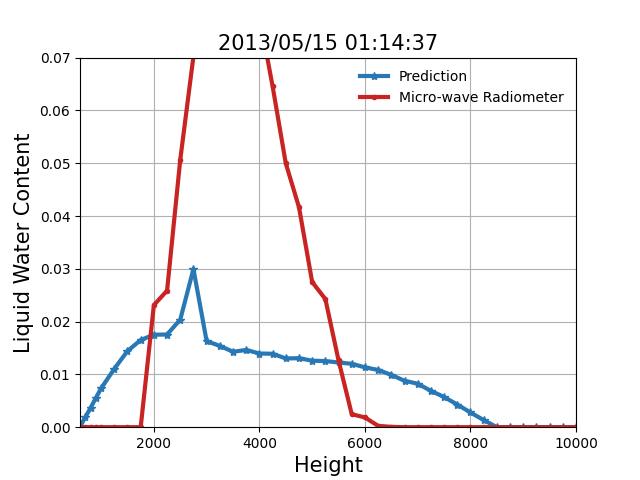 2013/05/15 01:14:37
Prediction
Micro-wave Radiometer
Liquid Water Content
0.07
0.06
0.05
0.04
0.03
0.02
0.01
0.00
2000 4000 6000 8000 10000
Height